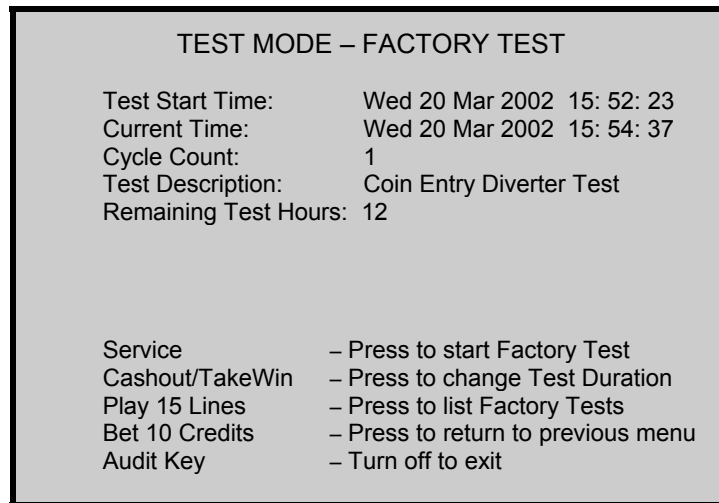 TEST MODE – FACTORY TEST
Test Start Time: Wed 20 Mar 2002 15: 52: 23
Current Time: Wed 20 Mar 2002 15: 54: 37
Cycle Count: 1
Test Description: Coin Entry Diverter Test
Remaining Test Hours: 12
Service – Press to start Factory Test
Cashout/TakeWin – Press to change Test Duration
Play 15 Lines – Press to list Factory Tests
Bet 10 Credits – Press to return to previous menu
Audit Key – Turn off to exit